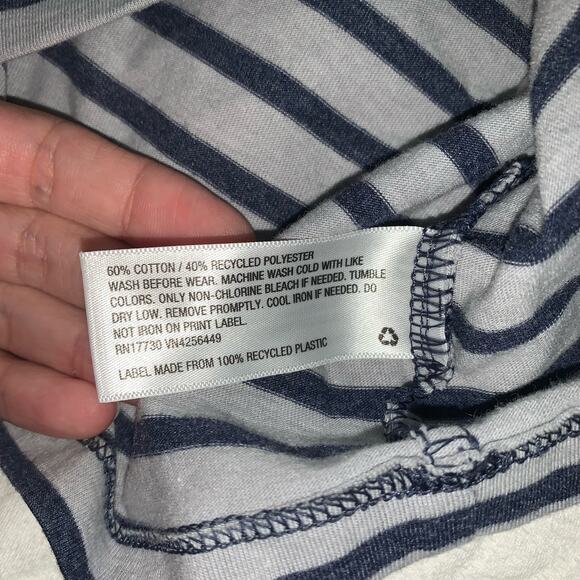 60% COTTON / 40% RECYCLED POLYESTER
WASH BEFORE WEAR. MACHINE WASH COLD WITH LIKE
COLORS. ONLY NON-CHLORINE BLEACH IF NEEDED. TUMBLE
DRY LOW. REMOVE PROMPTLY. COOL IRON IF NEEDED. DO
NOT IRON ON PRINT LABEL.
RN17730 VN4256449
LABEL MADE FROM 100% RECYCLED PLASTIC